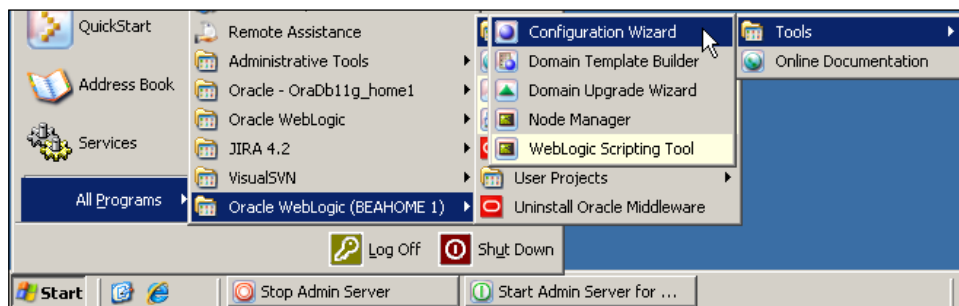 QuickStart
Address Book
Services
All Programs
Remote Assistance
Administrative Tools
Oracle - OraDb11g_home1
Oracle WebLogic
JIRA 4.2
VisualSVN
Oracle WebLogic (BEAHOME 1)
Configuration Wizard
Domain Template Builder
Domain Upgrade Wizard
Node Manager
WebLogic Scripting Tool
User Projects
Uninstall Oracle Middleware
Tools
Online Documentation
Log Off
Shut Down
Start
Stop Admin Server
Start Admin Server for ...